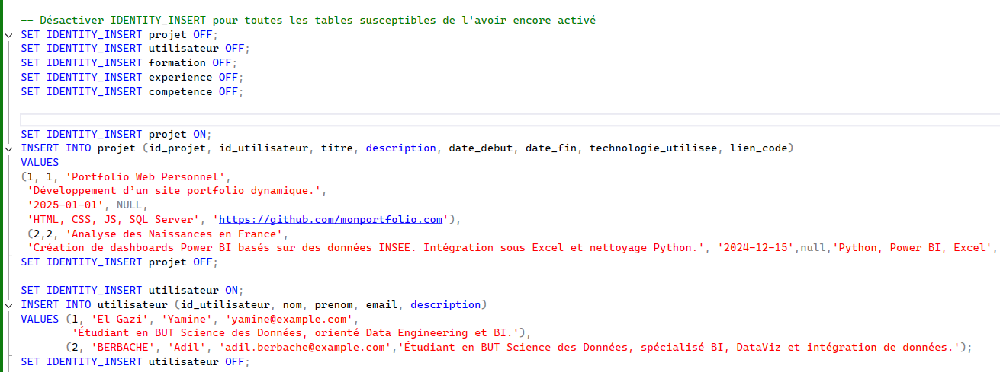 -- Désactiver IDENTITY_INSERT pour toutes les tables susceptibles de l'avoir encore activé
SET IDENTITY_INSERT projet OFF;
SET IDENTITY_INSERT utilisateur OFF;
SET IDENTITY_INSERT formation OFF;
SET IDENTITY_INSERT experience OFF;
SET IDENTITY_INSERT competence OFF;
SET IDENTITY_INSERT projet ON;
INSERT INTO projet (id_projet, id_utilisateur, titre, description, date_debut, date_fin, technologie_utilisee, lien_code)
VALUES
(1, 1, 'Portfolio Web Personnel',
'Développement d’un site portfolio dynamique.',
'2025-01-01', NULL,
'HTML, CSS, JS, SQL Server', 'https://github.com/monportfolio.com'),
(2,2, 'Analyse des Naissances en France',
'Création de dashboards Power BI basés sur des données INSEE. Intégration sous Excel et nettoyage Python.', '2024-12-15',null,'Python, Power BI, Excel',
SET IDENTITY_INSERT projet OFF;
SET IDENTITY_INSERT utilisateur ON;
INSERT INTO utilisateur (id_utilisateur, nom, prenom, email, description)
VALUES (1, 'El Gazi', 'Yamine', 'yamine@example.com',
'Étudiant en BUT Science des Données, orienté Data Engineering et BI.'),
(2, 'BERBACHE', 'Adil', 'adil.berbache@example.com','Étudiant en BUT Science des Données, spécialisé BI, DataViz et intégration de données.');
SET IDENTITY_INSERT utilisateur OFF;